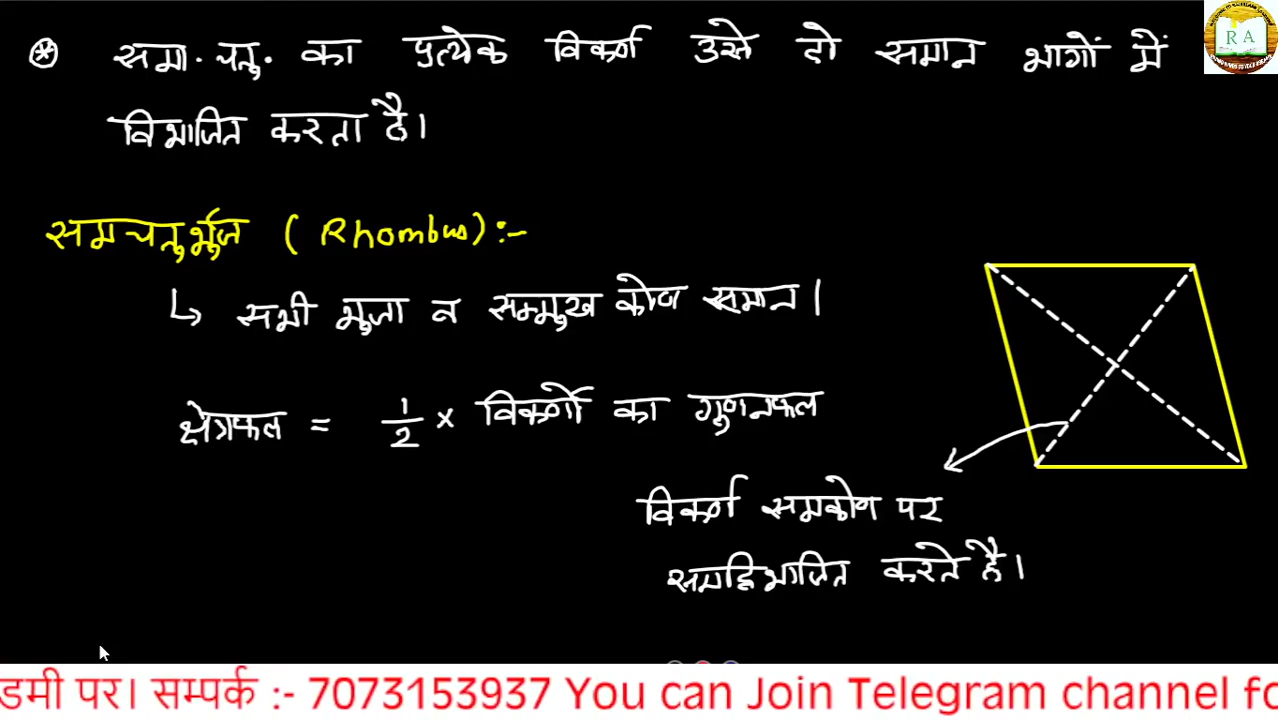 * समा. चतु. का प्रत्येक विकर्ण उसे दो समान भागों में
विभाजित करता है।
समचतुर्भुज ( Rhombus) :-
↳ सभी भुजा व सम्मुख कोण समान।
क्षेत्रफल = 1/2 × विकर्णों का गुणनफल
विकर्ण समकोण पर
समद्विभाजित करते है।
RA
डमी पर। सम्पर्क :- 7073153937 You can Join Telegram channel fo